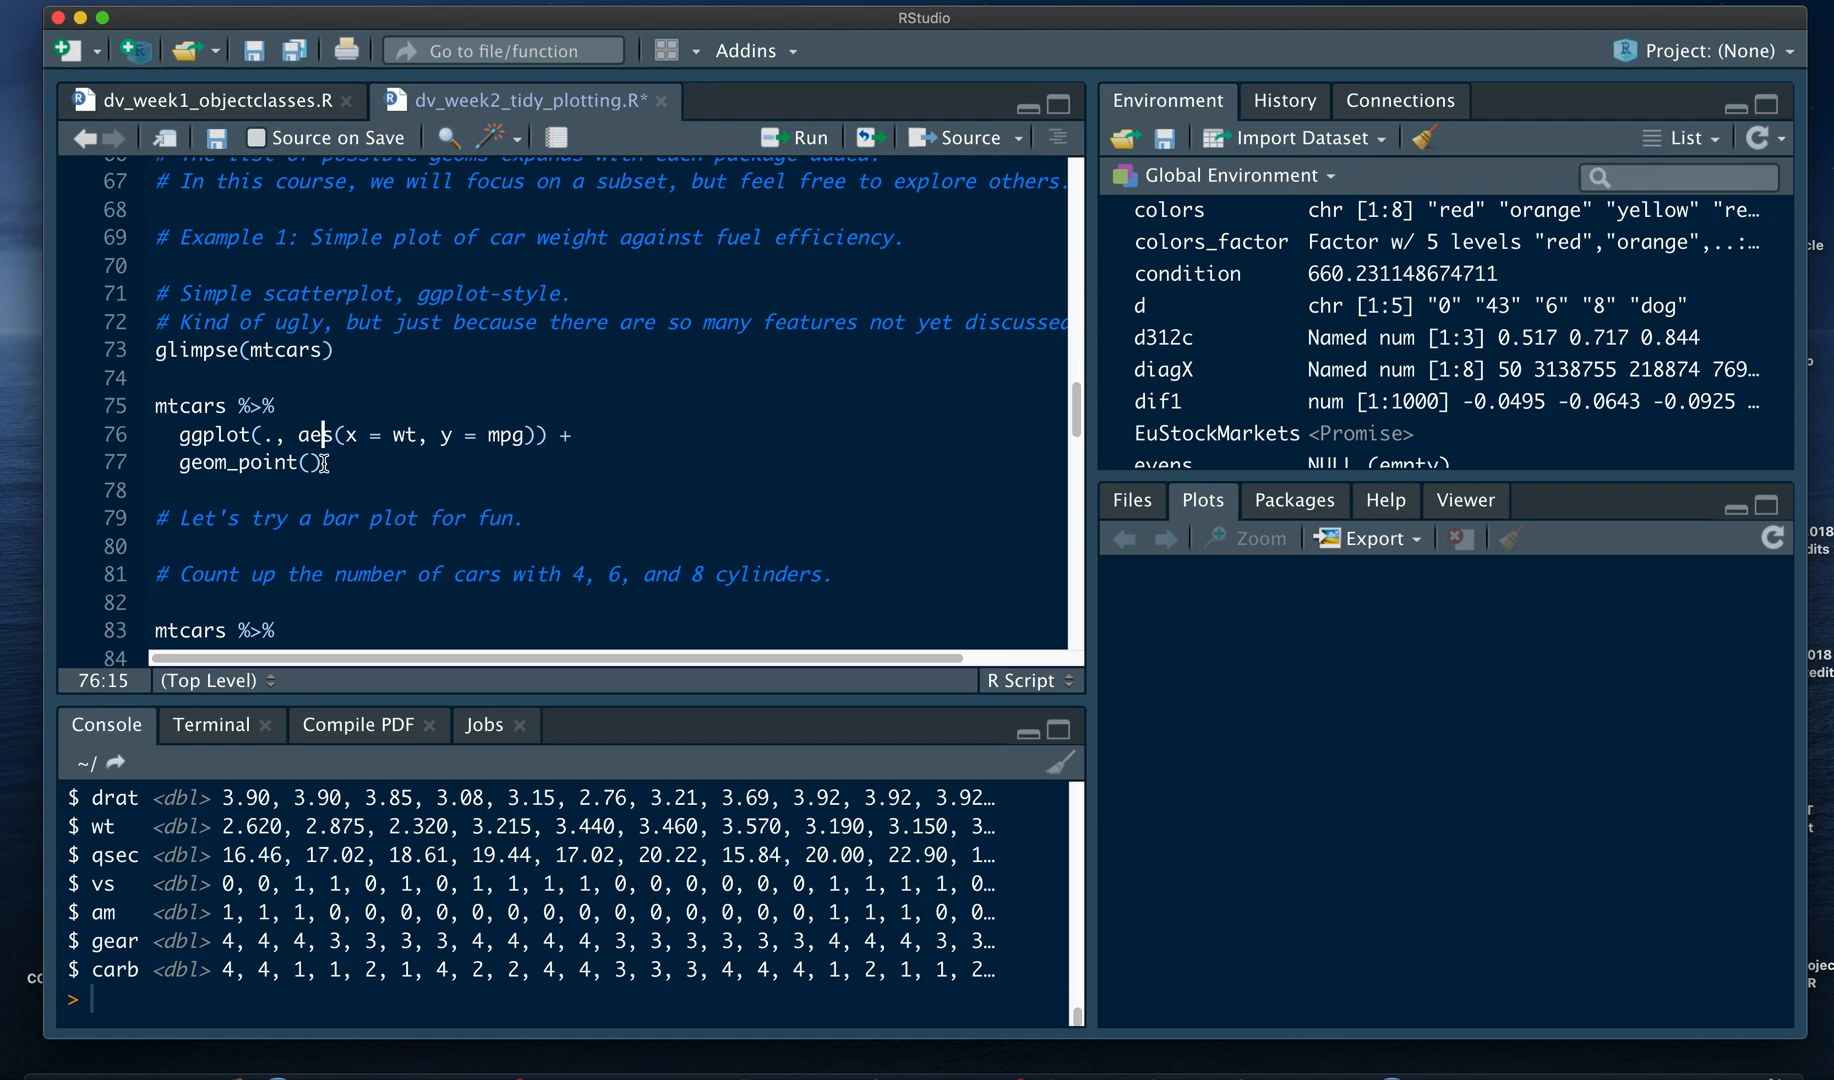 RStudio
Go to file/function
Addins
Project: (None)
dv_week1_objectclasses.R
dv_week2_tidy_plotting.R*
Source on Save
Run
Source
67 # In this course, we will focus on a subset, but feel free to explore others.
68
69 # Example 1: Simple plot of car weight against fuel efficiency.
70
71 # Simple scatterplot, ggplot-style.
72 # Kind of ugly, but just because there are so many features not yet discussed
73 glimpse(mtcars)
74
75 mtcars %>%
76 ggplot(., aes(x = wt, y = mpg)) +
77 geom_point()
78
79 # Let's try a bar plot for fun.
80
81 # Count up the number of cars with 4, 6, and 8 cylinders.
82
83 mtcars %>%
84
76:15 (Top Level) R Script
Console Terminal Compile PDF Jobs
~/
$ drat <dbl> 3.90, 3.90, 3.85, 3.08, 3.15, 2.76, 3.21, 3.69, 3.92, 3.92, 3.92…
$ wt <dbl> 2.620, 2.875, 2.320, 3.215, 3.440, 3.460, 3.570, 3.190, 3.150, 3…
$ qsec <dbl> 16.46, 17.02, 18.61, 19.44, 17.02, 20.22, 15.84, 20.00, 22.90, 1…
$ vs <dbl> 0, 0, 1, 1, 0, 1, 0, 1, 1, 1, 1, 0, 0, 0, 0, 0, 0, 1, 1, 1, 1, 0…
$ am <dbl> 1, 1, 1, 0, 0, 0, 0, 0, 0, 0, 0, 0, 0, 0, 0, 0, 0, 1, 1, 1, 0, 0…
$ gear <dbl> 4, 4, 4, 3, 3, 3, 3, 4, 4, 4, 4, 3, 3, 3, 3, 3, 3, 4, 4, 4, 3, 3…
$ carb <dbl> 4, 4, 1, 1, 2, 1, 4, 2, 2, 4, 4, 3, 3, 3, 4, 4, 4, 1, 2, 1, 1, 2…
>
Environment History Connections
Import Dataset
List
Global Environment
colors chr [1:8] "red" "orange" "yellow" "re…
colors_factor Factor w/ 5 levels "red","orange",..:…
condition 660.231148674711
d chr [1:5] "0" "43" "6" "8" "dog"
d312c Named num [1:3] 0.517 0.717 0.844
diagX Named num [1:8] 50 3138755 218874 769…
dif1 num [1:1000] -0.0495 -0.0643 -0.0925 …
EuStockMarkets <Promise>
evens NULL (empty)
Files Plots Packages Help Viewer
Zoom
Export